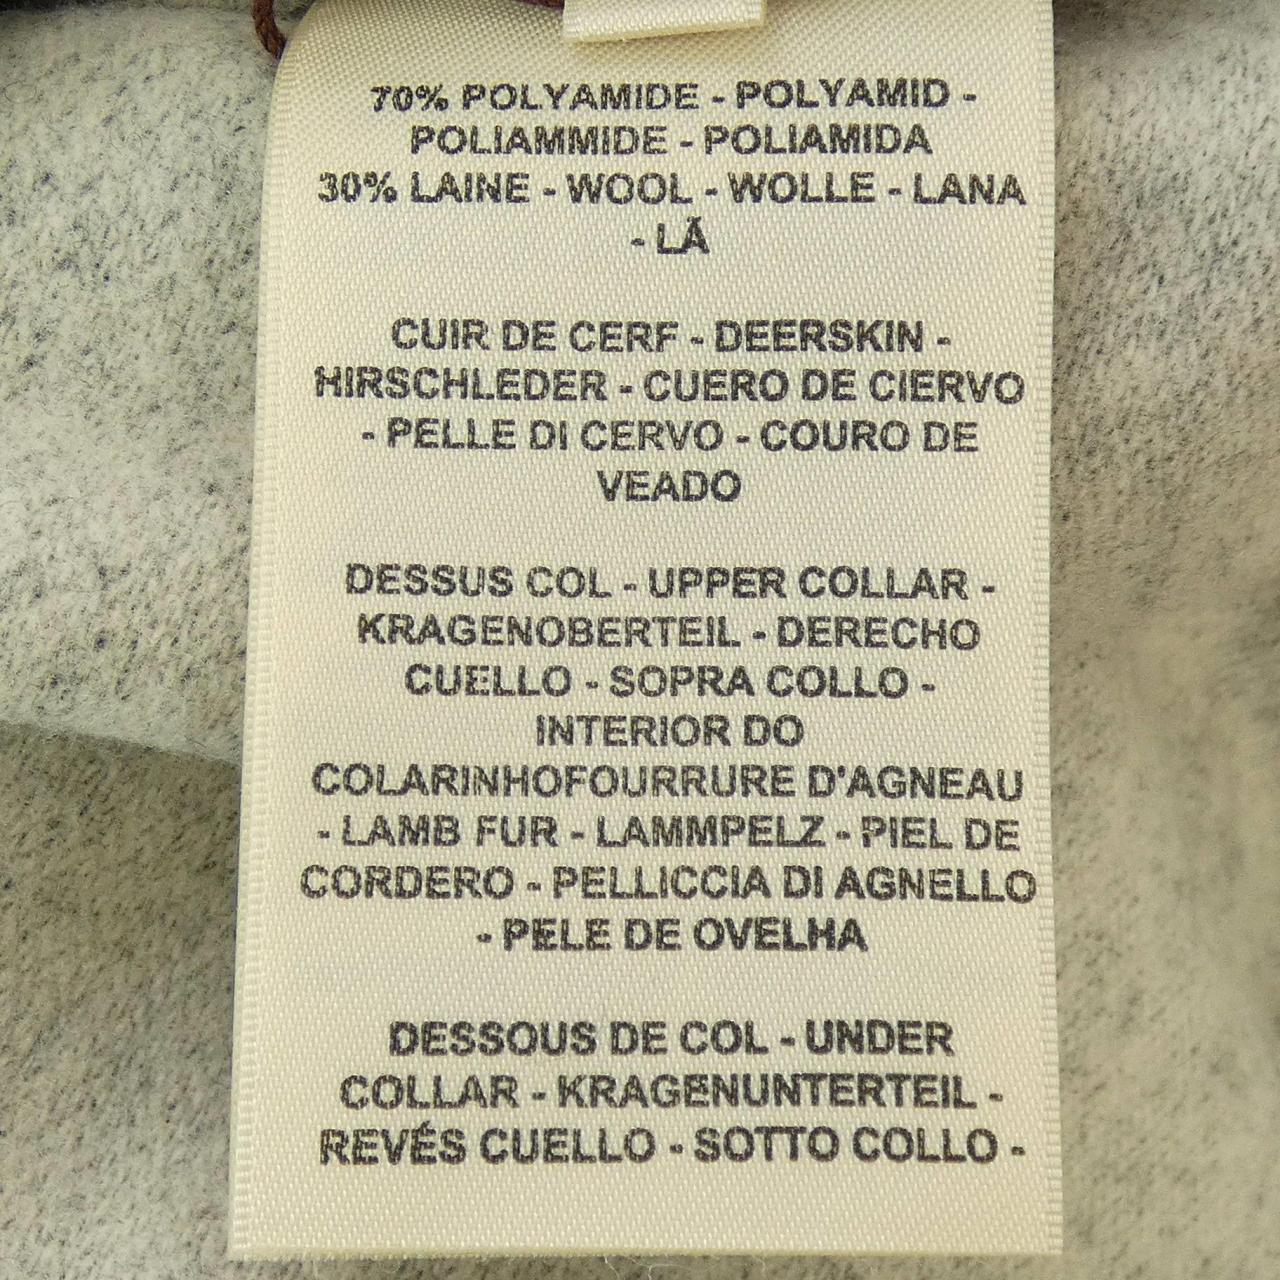 70% POLYAMIDE - POLYAMID -
POLIAMMIDE - POLIAMIDA
30% LAINE - WOOL - WOLLE - LANA
- LÃ
CUIR DE CERF - DEERSKIN -
HIRSCHLEDER - CUERO DE CIERVO
- PELLE DI CERVO - COURO DE
VEADO
DESSUS COL - UPPER COLLAR -
KRAGENOBERTEIL - DERECHO
CUELLO - SOPRA COLLO -
INTERIOR DO
COLARINHOFOURRURE D'AGNEAU
- LAMB FUR - LAMMPELZ - PIEL DE
CORDERO - PELLICCIA DI AGNELLO
- PELE DE OVELHA
DESSOUS DE COL - UNDER
COLLAR - KRAGENUNTERTEIL -
REVÉS CUELLO - SOTTO COLLO -